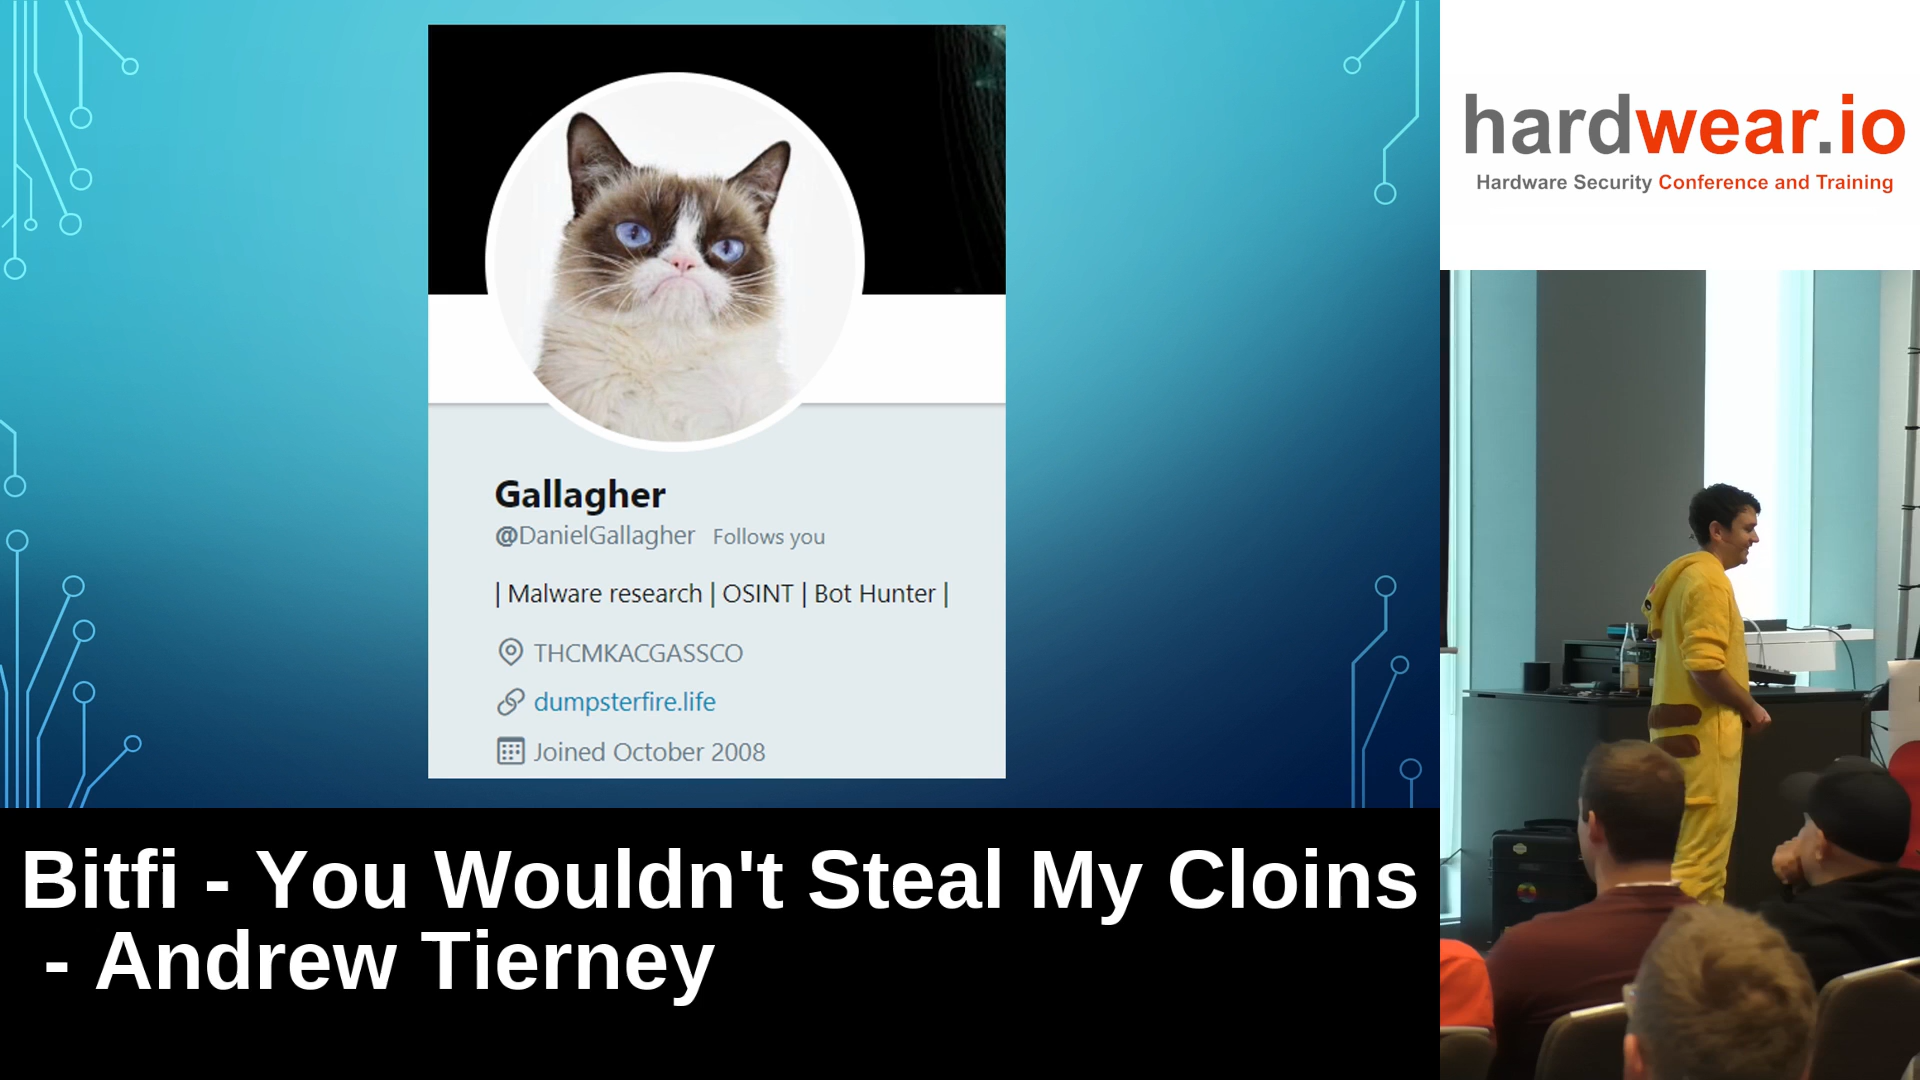 Gallagher
@DanielGallagher Follows you
| Malware research | OSINT | Bot Hunter |
THCMKACGASSCO
dumpsterfire.life
Joined October 2008
hardwear.io
Hardware Security Conference and Training
Bitfi - You Wouldn't Steal My Cloins
- Andrew Tierney